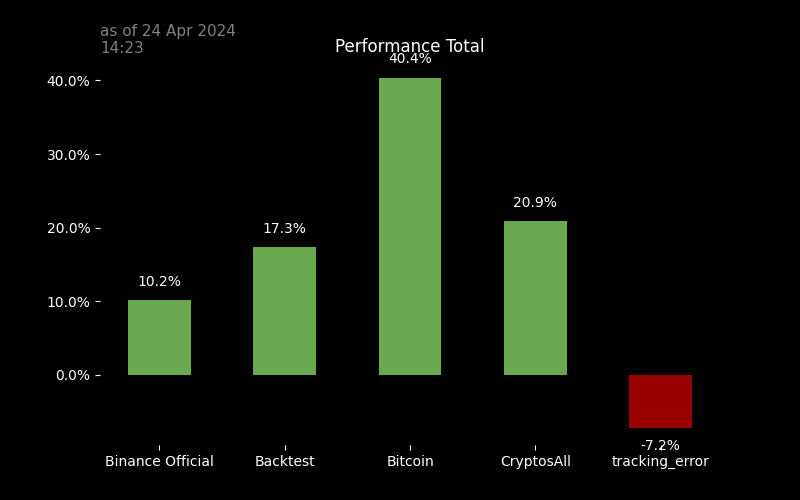 as of 24 Apr 2024
14:23
Performance Total
40.4%
40.0%
30.0%
20.9%
20.0%
17.3%
10.2%
10.0%
0.0%
-7.2%
Binance Official
Backtest
Bitcoin
CryptosAll
tracking_error